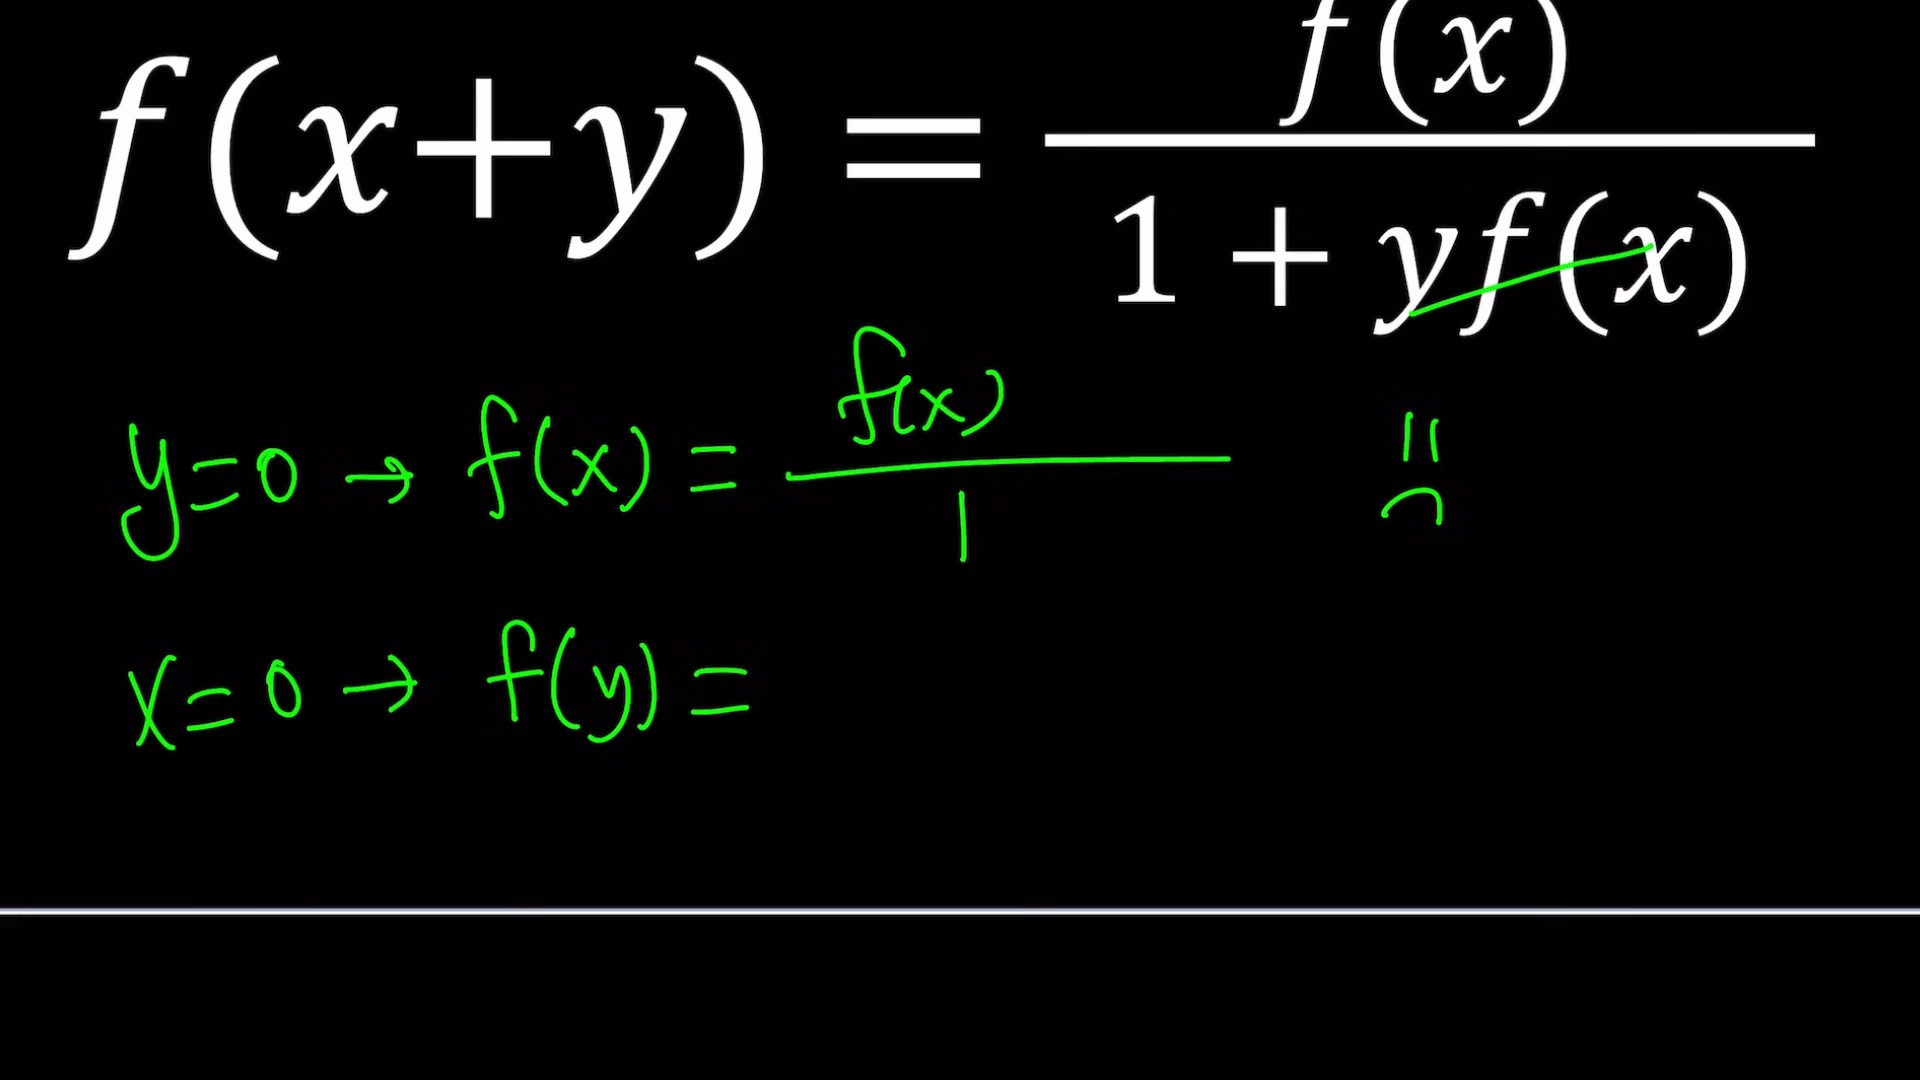 f(x+y) = f(x) / 1 + yf(x)
y=0 → f(x) = f(x) / 1
x=0 → f(y) =